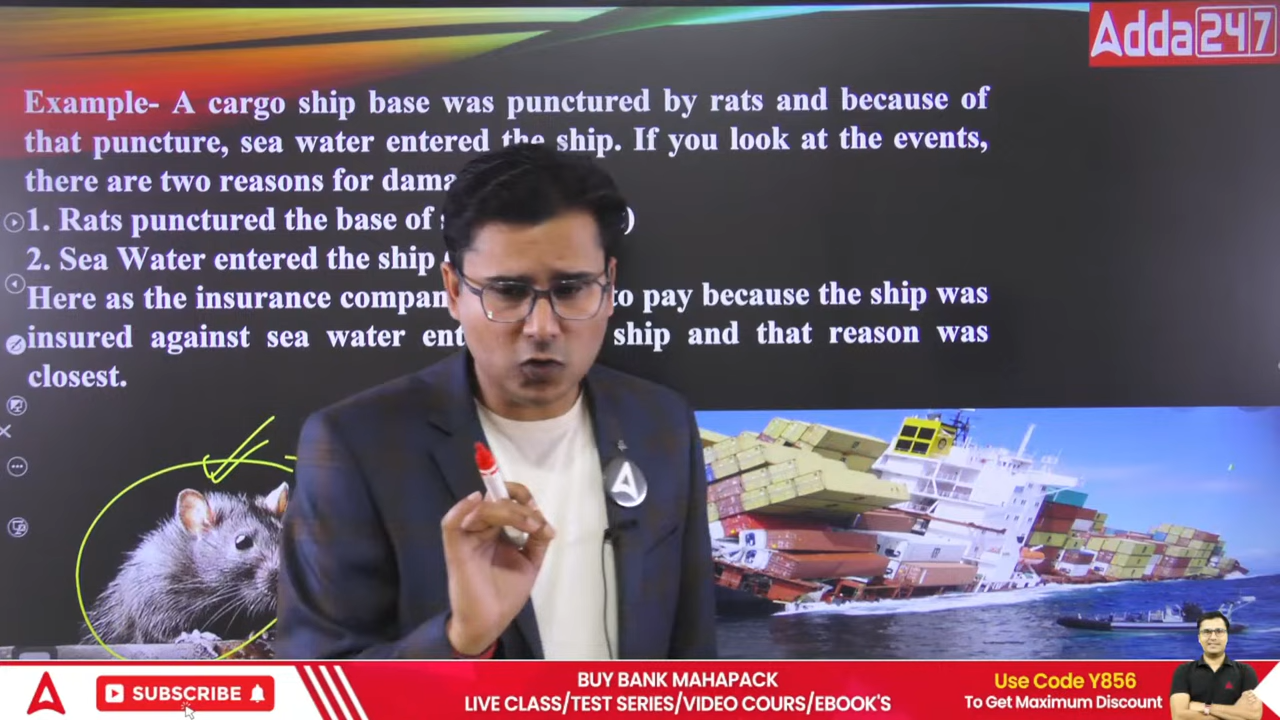 Adda 247
Example- A cargo ship base was punctured by rats and because of
that puncture, sea water entered the ship. If you look at the events,
there are two reasons for
1. Rats punctured the base of )
2. Sea Water entered the ship
Here as the insurance to pay because the ship was
insured against sea water ship and that reason was
closest.
SUBSCRIBE
BUY BANK MAHAPACK
LIVE CLASS/TEST SERIES/VIDEO COURS/EBOOK'S
Use Code Y856
To Get Maximum Discount